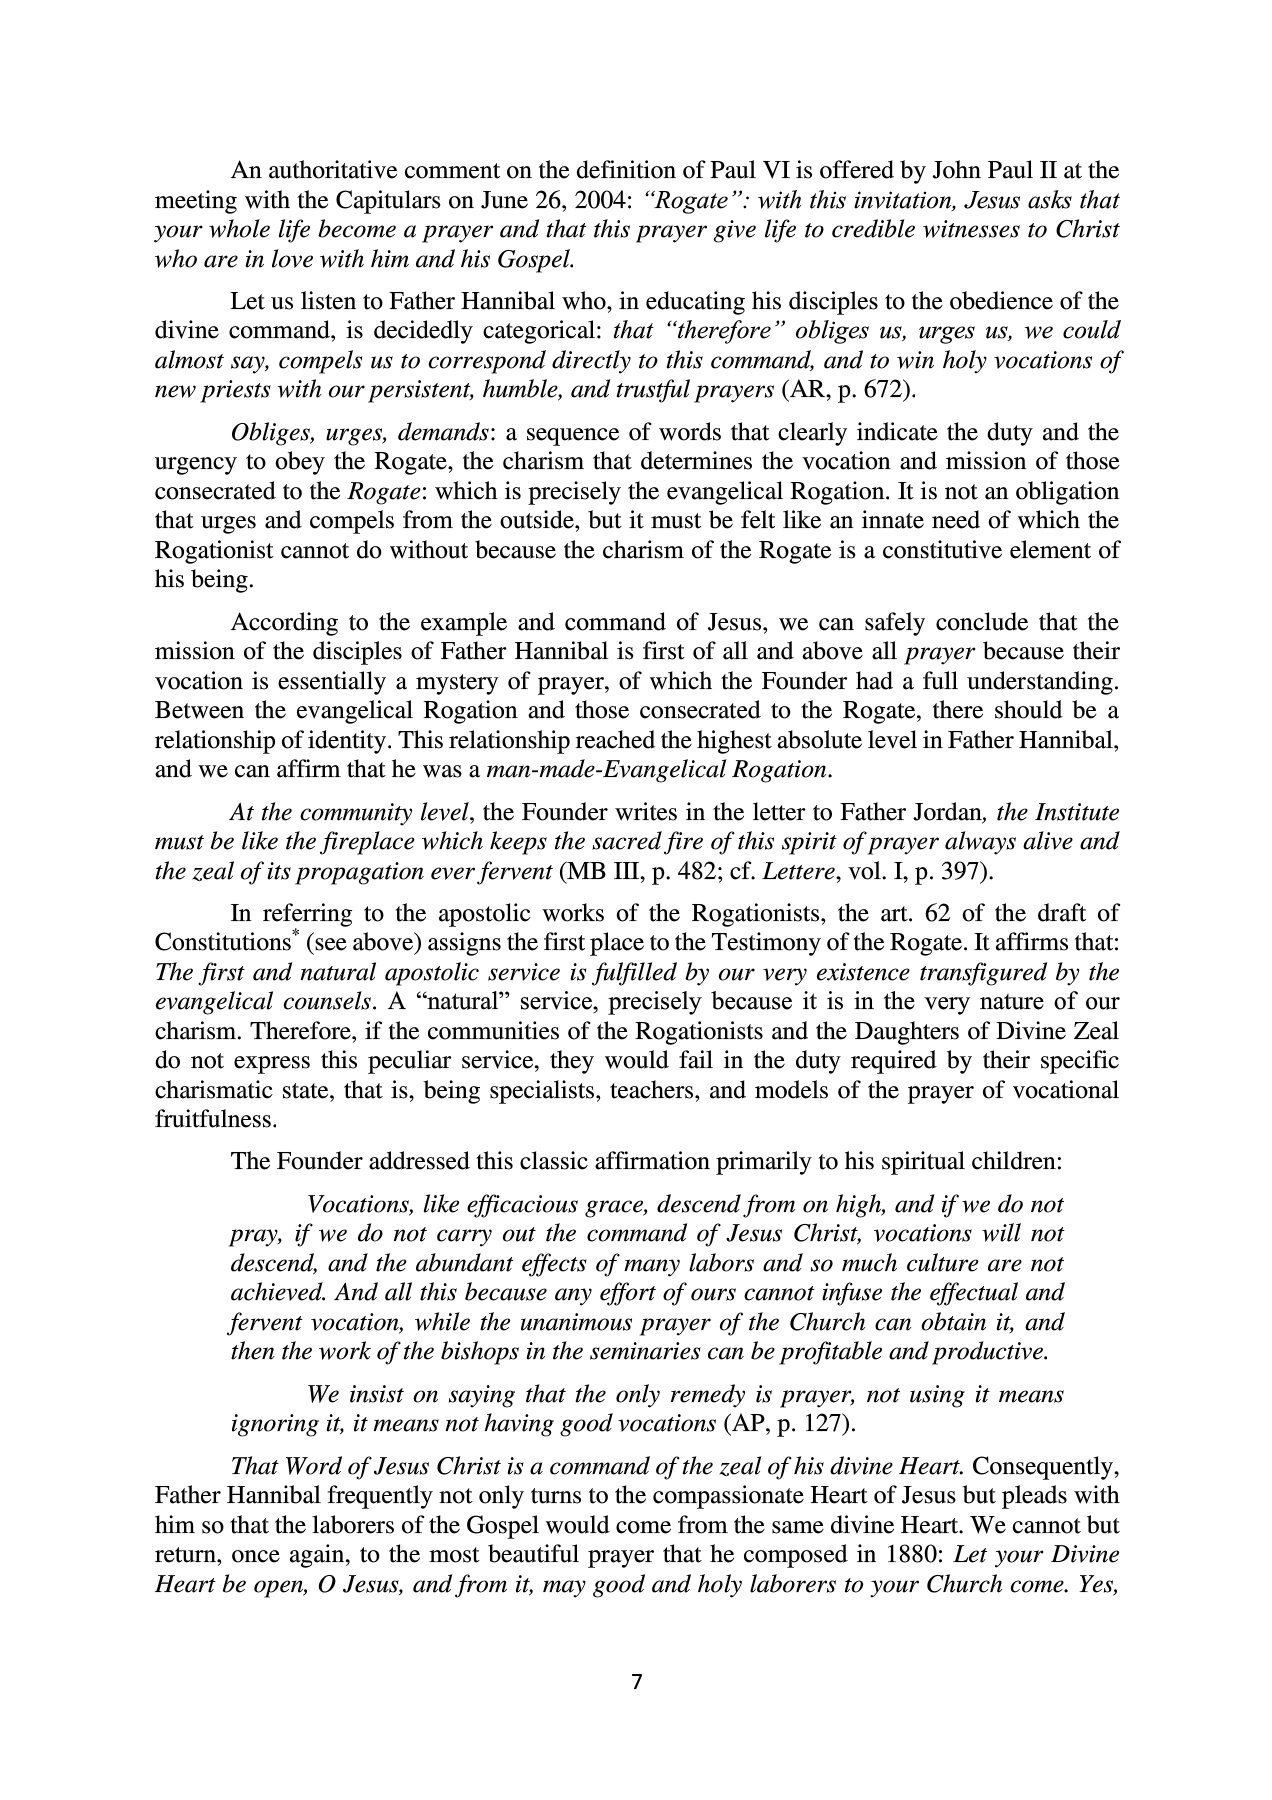 An authoritative comment on the definition of Paul VI is offered by John Paul II at the
meeting with the Capitulars on June 26, 2004: “Rogate”: with this invitation, Jesus asks that
your whole life become a prayer and that this prayer give life to credible witnesses to Christ
who are in love with him and his Gospel.
Let us listen to Father Hannibal who, in educating his disciples to the obedience of the
divine command, is decidedly categorical: that “therefore” obliges us, urges us, we could
almost say, compels us to correspond directly to this command, and to win holy vocations of
new priests with our persistent, humble, and trustful prayers (AR, p. 672).
Obliges, urges, demands: a sequence of words that clearly indicate the duty and the
urgency to obey the Rogate, the charism that determines the vocation and mission of those
consecrated to the Rogate: which is precisely the evangelical Rogation. It is not an obligation
that urges and compels from the outside, but it must be felt like an innate need of which the
Rogationist cannot do without because the charism of the Rogate is a constitutive element of
his being.
According to the example and command of Jesus, we can safely conclude that the
mission of the disciples of Father Hannibal is first of all and above all prayer because their
vocation is essentially a mystery of prayer, of which the Founder had a full understanding.
Between the evangelical Rogation and those consecrated to the Rogate, there should be a
relationship of identity. This relationship reached the highest absolute level in Father Hannibal,
and we can affirm that he was a man-made-Evangelical Rogation.
At the community level, the Founder writes in the letter to Father Jordan, the Institute
must be like the fireplace which keeps the sacred fire of this spirit of prayer always alive and
the zeal of its propagation ever fervent (MB III, p. 482; cf. Lettere, vol. I, p. 397).
In referring to the apostolic works of the Rogationists, the art. 62 of the draft of
Constitutions* (see above) assigns the first place to the Testimony of the Rogate. It affirms that:
The first and natural apostolic service is fulfilled by our very existence transfigured by the
evangelical counsels. A “natural” service, precisely because it is in the very nature of our
charism. Therefore, if the communities of the Rogationists and the Daughters of Divine Zeal
do not express this peculiar service, they would fail in the duty required by their specific
charismatic state, that is, being specialists, teachers, and models of the prayer of vocational
fruitfulness.
The Founder addressed this classic affirmation primarily to his spiritual children:
Vocations, like efficacious grace, descend from on high, and if we do not
pray, if we do not carry out the command of Jesus Christ, vocations will not
descend, and the abundant effects of many labors and so much culture are not
achieved. And all this because any effort of ours cannot infuse the effectual and
fervent vocation, while the unanimous prayer of the Church can obtain it, and
then the work of the bishops in the seminaries can be profitable and productive.
We insist on saying that the only remedy is prayer, not using it means
ignoring it, it means not having good vocations (AP, p. 127).
That Word of Jesus Christ is a command of the zeal of his divine Heart. Consequently,
Father Hannibal frequently not only turns to the compassionate Heart of Jesus but pleads with
him so that the laborers of the Gospel would come from the same divine Heart. We cannot but
return, once again, to the most beautiful prayer that he composed in 1880: Let your Divine
Heart be open, O Jesus, and from it, may good and holy laborers to your Church come. Yes,
7